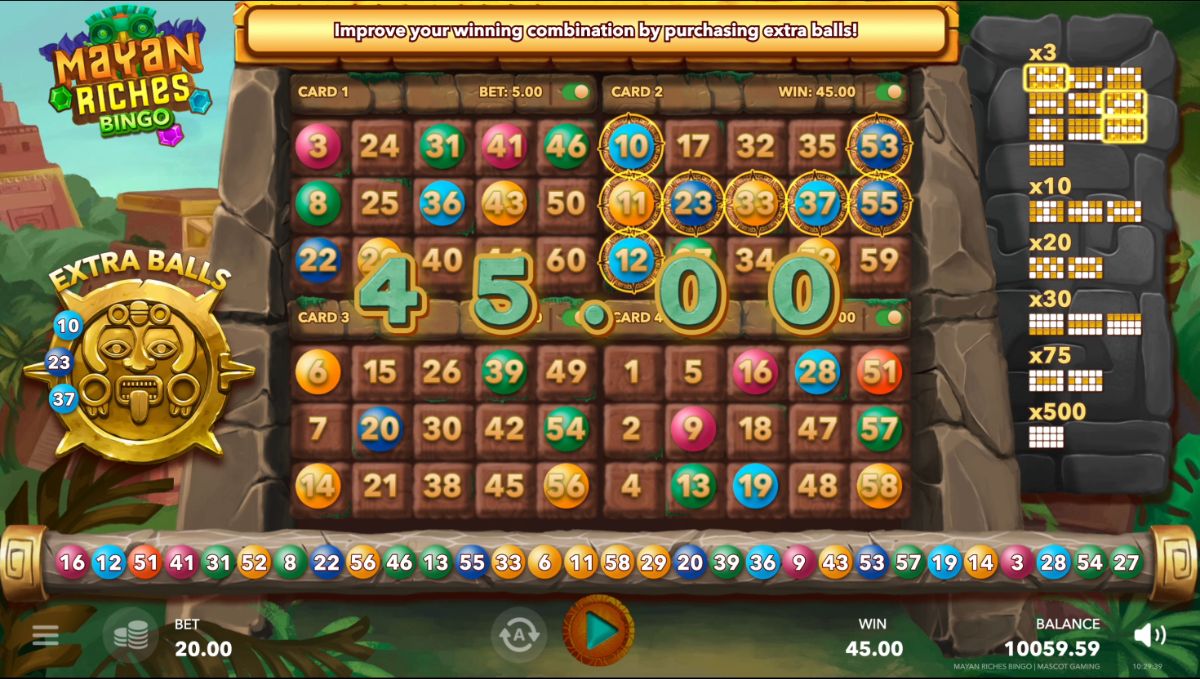 MAYAN
RICHES
BINGO
Improve your winning combination by purchasing extra balls!
CARD 1 BET: 5.00
3 24 31 41 46
8 25 36 43 50
22 29 40 60
CARD 2 WIN: 45.00
10 17 32 35 53
11 23 33 37 55
12 34 52 59
45.00
CARD 3
6 15 26 39 49
7 20 30 42 54
14 21 38 45 56
CARD 4
1 5 16 28 51
2 9 18 47 57
4 13 19 48 58
x3
x10
x20
x30
x75
x500
EXTRA BALLS
10
23
37
16 12 51 41 31 52 8 22 56 46 13 55 33 6 11 58 29 20 39 36 9 43 53 57 19 14 3 28 54 27
BET
20.00
A
WIN
45.00
BALANCE
10059.59
MAYAN RICHES BINGO | MASCOT GAMING
10:29:39